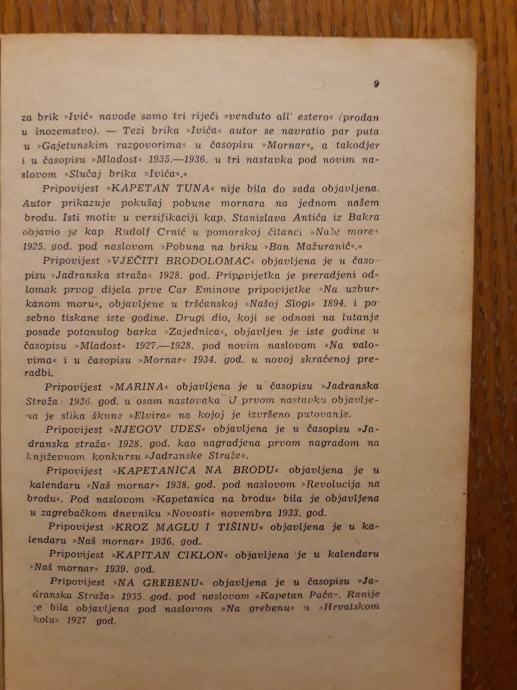 9
za brik »Ivić« navode samo tri riječi »venduto all' estero« (prodan
u inozemstvo). — Tezi brika »Ivića« autor se navratio par puta
u »Gajetunskim razgovorima« u časopisu »Mornar«, a takodjer
i u časopisu »Mladost« 1935.—1936. u tri nastavka pod novim na-
slovom »Slučaj brika »Ivića«.«
Pripovijest »KAPETAN TUNA« nije bila do sada objavljena.
Autor prikazuje pokušaj pobune mornara na jednom našem
brodu. Isti motiv u versifikaciji kap. Stanislava Antića iz Bakra
objavio je kap. Rudolf Crnić u pomorskoj čitanci »Naše more«
1925. god. pod naslovom »Pobuna na briku »Ban Mažuranić«.«
Pripovijest »VJEČITI BRODOLOMAC« objavljena je u časo-
pisu »Jadranska straža« 1928. god. Pripovijetka je preradjeni od-
lomak prvog dijela prve Car Eminove pripovijetke »Na uzbur-
kanom moru«, objavljene u tršćanskoj »Našoj Slogi« 1894. i po-
sebno tiskane iste godine. Drugi dio, koji se odnosi na lutanje
posade potonulog barka »Zajednica«, objavljen je iste godine u
časopisu »Mladost« 1927.—1928. pod novim naslovom »Na valo-
vima« i u časopisu »Mornar« 1934. god. u novoj skraćenoj pre-
radbi.
Pripovijest »MARINA« objavljena je u časopisu »Jadranska
Straža« 1936. god. u osam nastavaka. U prvom nastavku objavlje-
na je slika škune »Elvira« na kojoj je izvršeno putovanje.
Pripovijest »NJEGOV UDES« objavljena je u časopisu »Ja-
dranska straža« 1928. god. kao nagradjena prvom nagradom na
književnom konkursu »Jadranske Straže«.
Pripovijest »KAPETANICA NA BRODU« objavljena je u
kalendaru »Naš mornar« 1938. god. pod naslovom »Revolucija na
brodu«. Pod naslovom »Kapetanica na brodu« bila je objavljena
u zagrebačkom dnevniku »Novosti« novembra 1933. god.
Pripovijest »KROZ MAGLU I TIŠINU« objavljena je u ka-
lendaru »Naš mornar« 1936. god.
Pripovijest »KAPITAN CIKLON« objavljena je u kalendaru
»Naš mornar« 1939. god.
Pripovijest »NA GREBENU« objavljena je u časopisu »Ja-
dranska Straža« 1935. god. pod naslovom »Kapetan Paća«. Ranije
je bila objavljena pod naslovom »Na grebenu« u »Hrvatskom
kolu« 1927 god.